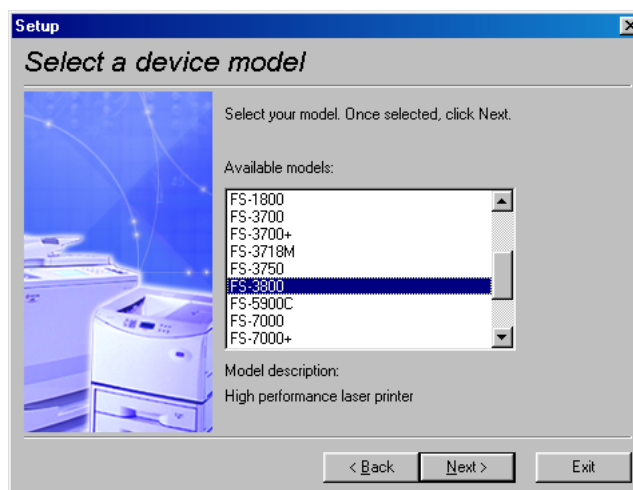 Setup
Select a device model
Select your model. Once selected, click Next.
Available models:
FS-1800
FS-3700
FS-3700+
FS-3718M
FS-3750
FS-3800
FS-5900C
FS-7000
FS-7000+
Model description:
High performance laser printer
< Back Next > Exit